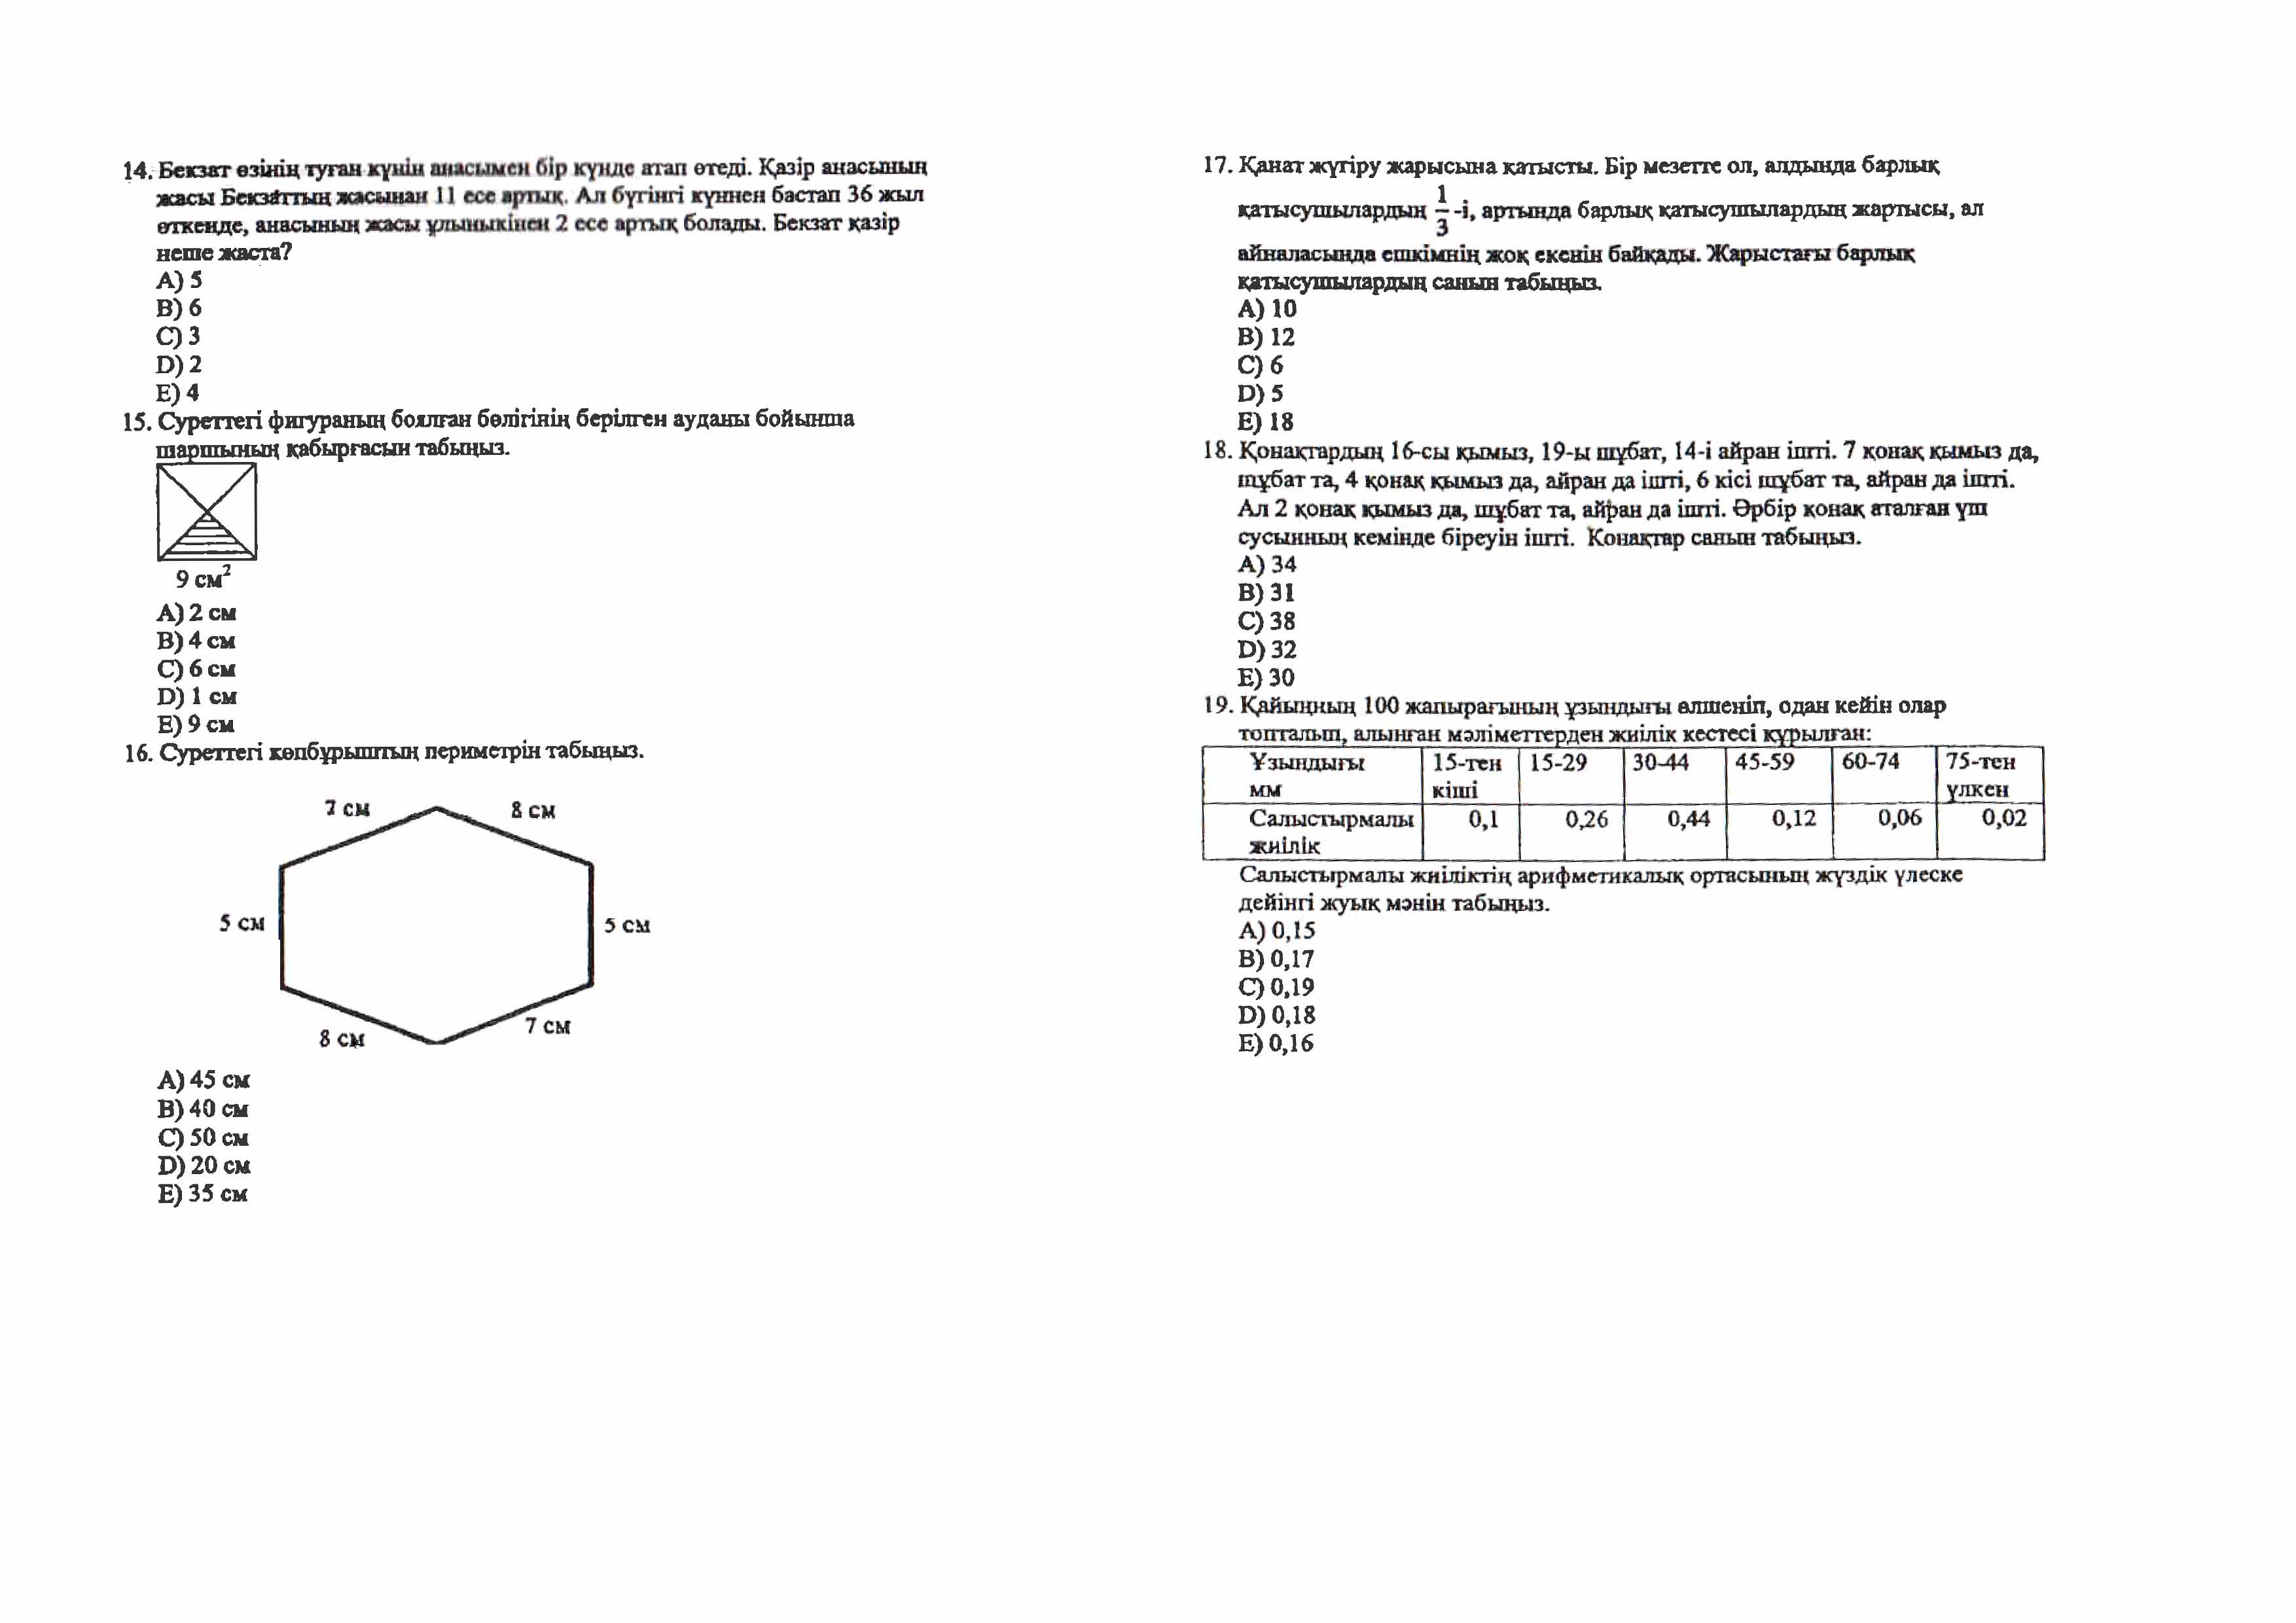 14. Бекзат өзінің туған күнін анасымен бір күнде атап өтеді. Қазір анасының
жасы Бекзаттың жасынан 11 есе артық. Ал бүгінгі күннен бастап 36 жыл
өткенде, анасының жасы ұлыныкінен 2 есе артық болады. Бекзат қазір
неше жаста?
A) 5
B) 6
C) 3
D) 2
E) 4
15. Суреттегі фигураның боялған бөлігінің берілген ауданы бойынша
шаршының қабырғасын табыңыз.
9 см²
A) 2 см
B) 4 см
C) 6 см
D) 1 см
E) 9 см
16. Суреттегі көпбұрыштың периметрін табыңыз.
7 см 8 см
5 см 5 см
8 см 7 см
A) 45 см
B) 40 см
C) 50 см
D) 20 см
E) 35 см
17. Қанат жүгіру жарысына қатысты. Бір мезетте ол, алдында барлық
қатысушылардың 1/3 -і, артында барлық қатысушылардың жартысы, ал
айналасында ешкімнің жоқ екенін байқады. Жарыстағы барлық
қатысушылардың санын табыңыз.
A) 10
B) 12
C) 6
D) 5
E) 18
18. Қонақтардың 16-сы қымыз, 19-ы шұбат, 14-і айран ішті. 7 қонақ қымыз да,
шұбат та, 4 қонақ қымыз да, айран да ішті, 6 кісі шұбат та, айран да ішті.
Ал 2 қонақ қымыз да, шұбат та, айран да ішті. Әрбір қонақ аталған үш
сусынның кемінде біреуін ішті. Қонақтар санын табыңыз.
A) 34
B) 31
C) 38
D) 32
E) 30
19. Қайыңның 100 жапырағының ұзындығы өлшеніп, одан кейін олар
топталып, алынған мәліметтерден жиілік кестесі құрылған:
Ұзындығы мм 15-тен кіші 15-29 30-44 45-59 60-74 75-тен үлкен
Салыстырмалы жиілік 0,1 0,26 0,44 0,12 0,06 0,02
Салыстырмалы жиіліктің арифметикалық ортасының жүздік үлеске
дейінгі жуық мәнін табыңыз.
A) 0,15
B) 0,17
C) 0,19
D) 0,18
E) 0,16